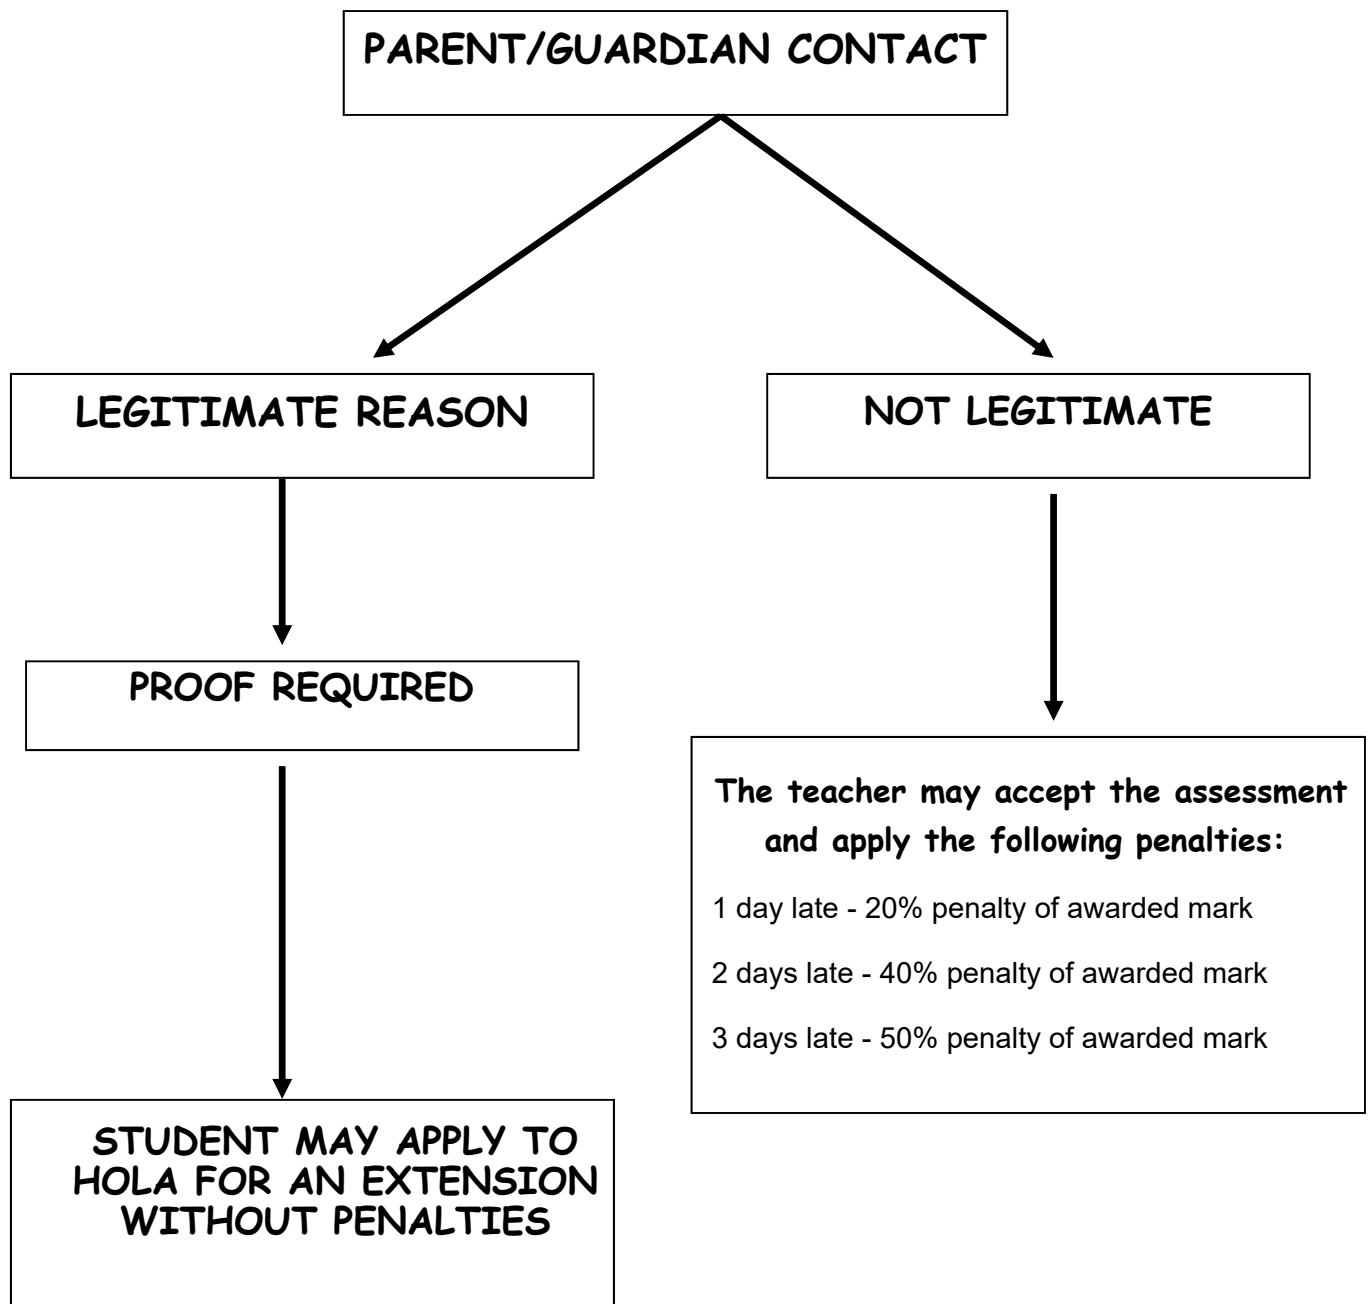 PARENT/GUARDIAN CONTACT
LEGITIMATE REASON
NOT LEGITIMATE
PROOF REQUIRED
The teacher may accept the assessment
and apply the following penalties:
1 day late - 20% penalty of awarded mark
2 days late - 40% penalty of awarded mark
3 days late - 50% penalty of awarded mark
STUDENT MAY APPLY TO
HOLA FOR AN EXTENSION
WITHOUT PENALTIES